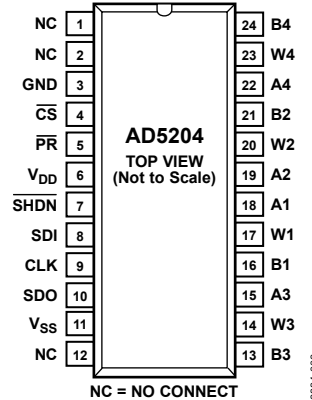 NC 1 24 B4
NC 2 23 W4
GND 3 22 A4
CS 4 21 B2
PR 5 20 W2
AD5204
TOP VIEW
(Not to Scale)
VDD 6 19 A2
SHDN 7 18 A1
SDI 8 17 W1
CLK 9 16 B1
SDO 10 15 A3
VSS 11 14 W3
NC 12 13 B3
NC = NO CONNECT